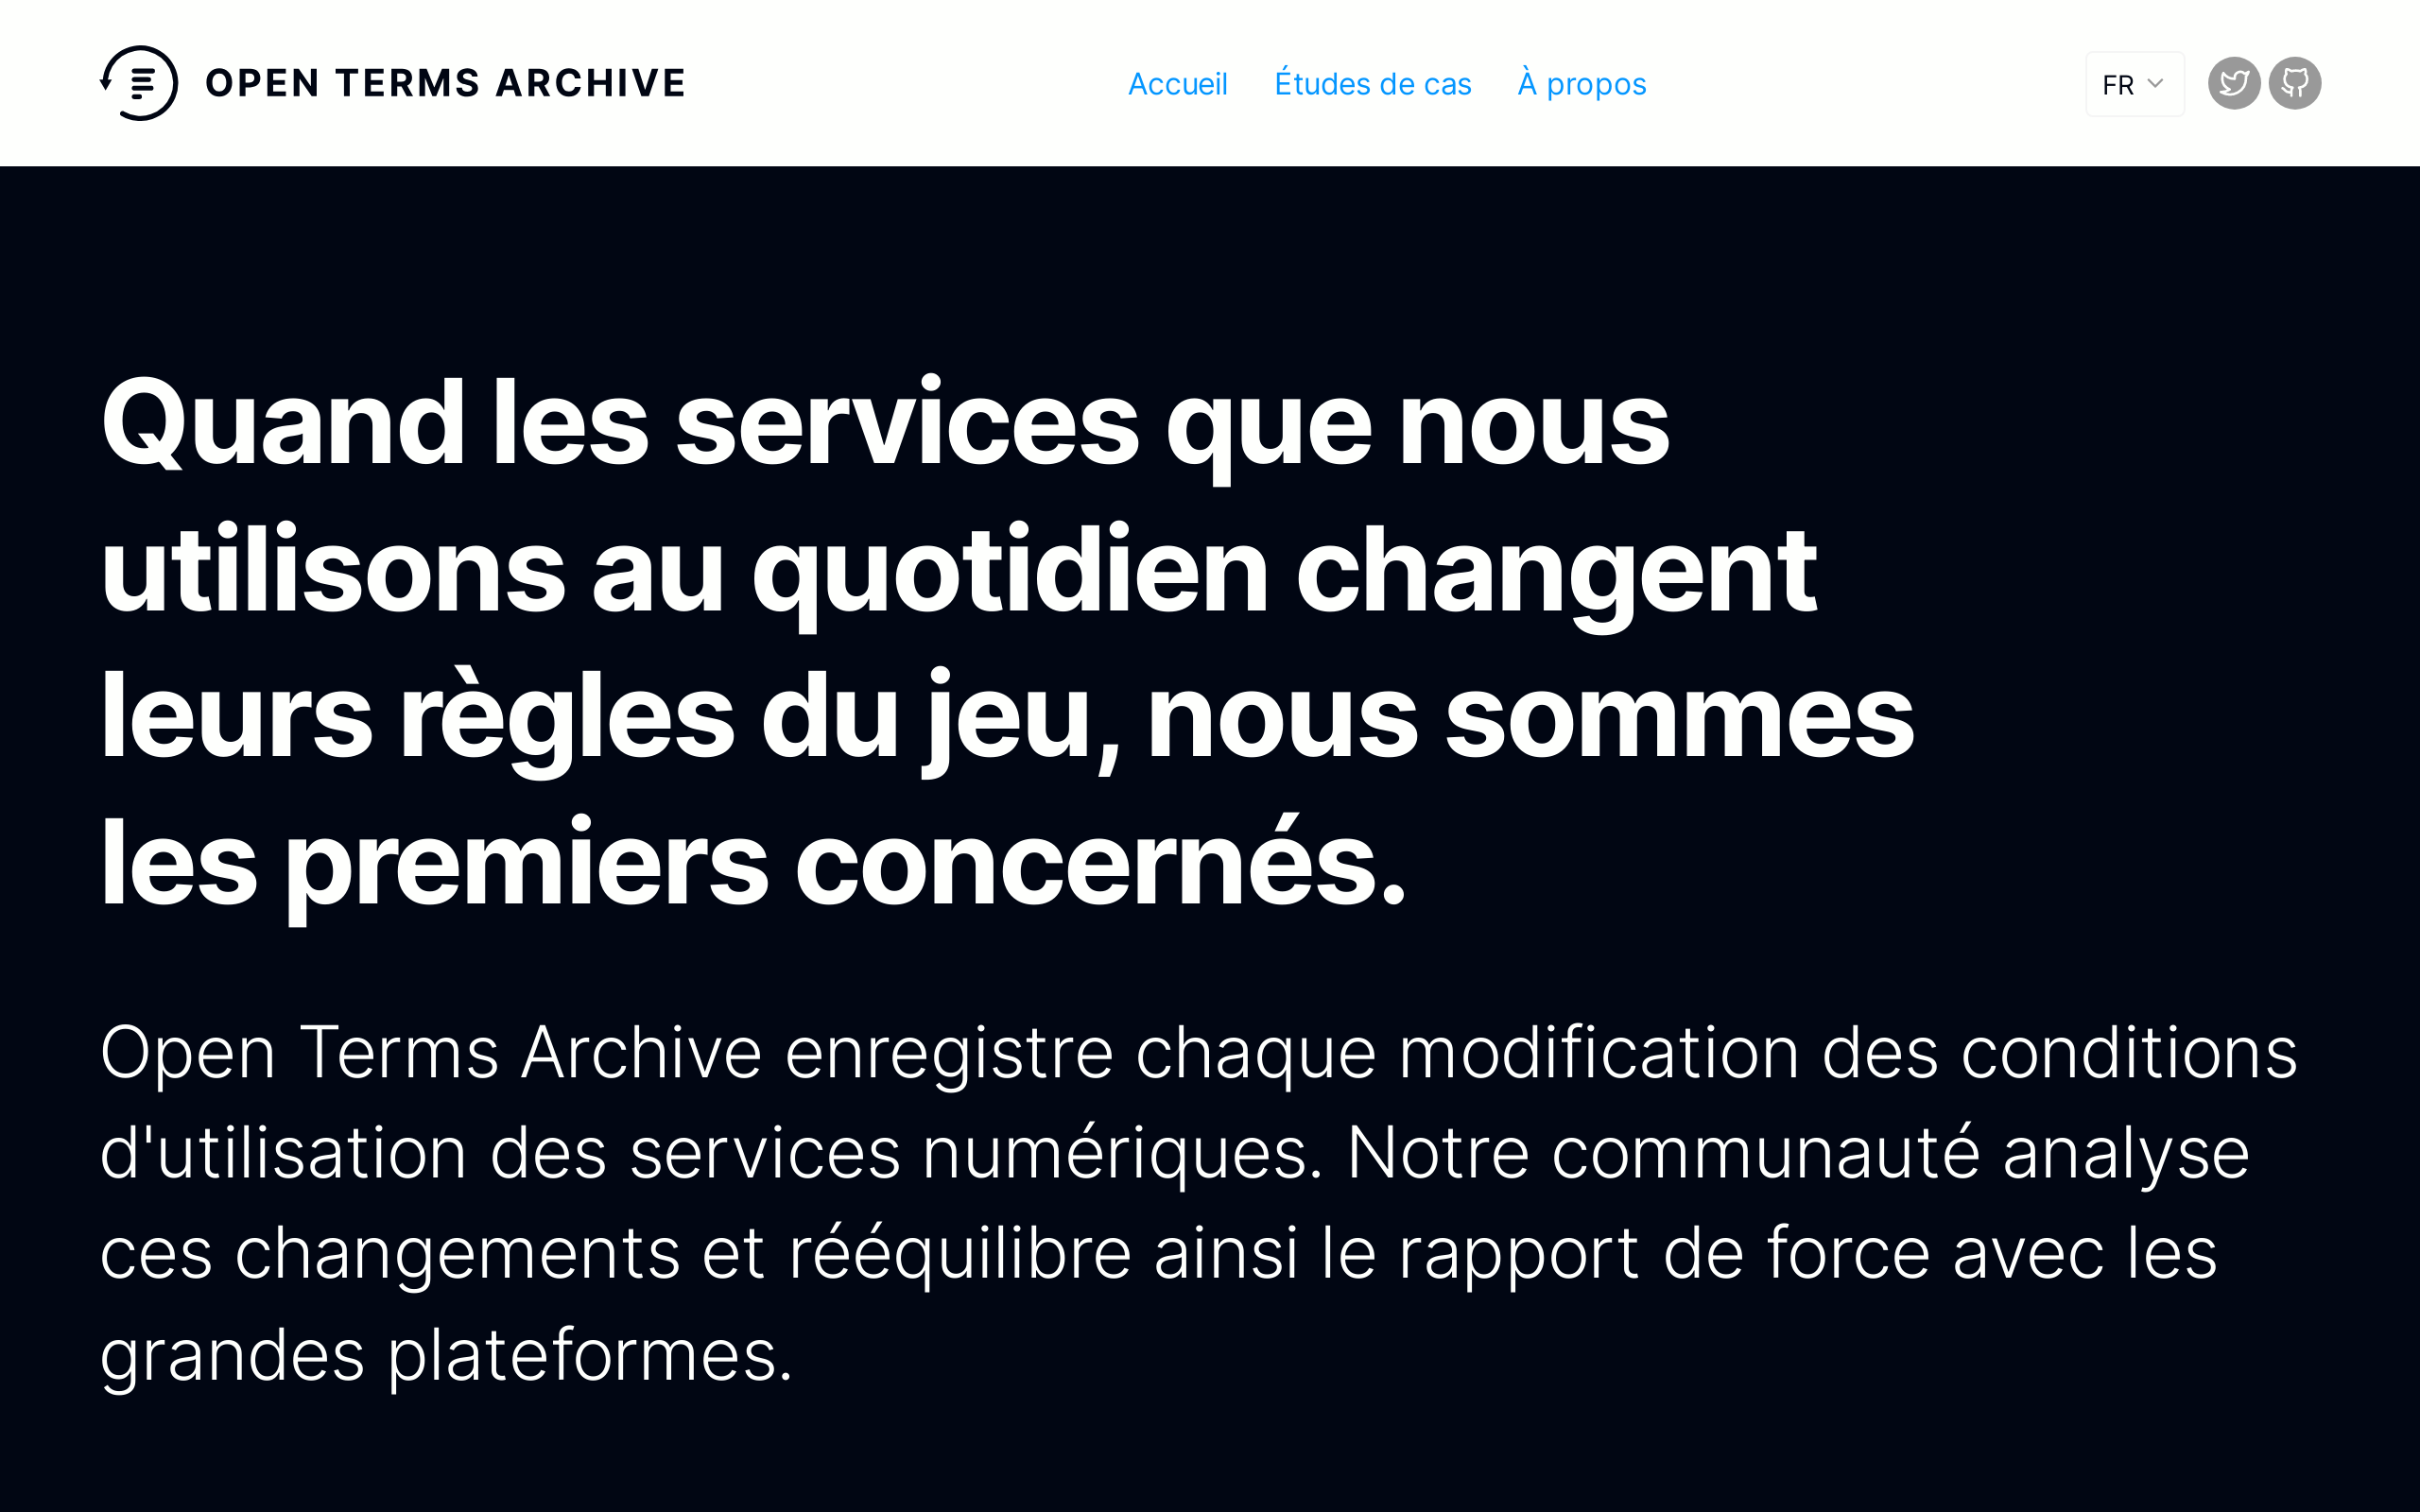 OPEN TERMS ARCHIVE
Accueil
Études de cas
À propos
FR
Quand les services que nous
utilisons au quotidien changent
leurs règles du jeu, nous sommes
les premiers concernés.
Open Terms Archive enregistre chaque modification des conditions
d'utilisation des services numériques. Notre communauté analyse
ces changements et rééquilibre ainsi le rapport de force avec les
grandes plateformes.